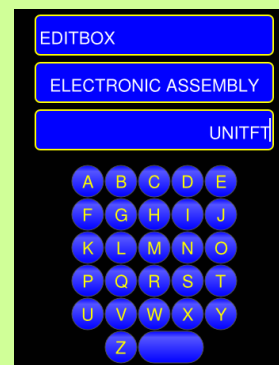 EDITBOX
ELECTRONIC ASSEMBLY
UNITFT
A B C D E
F G H I J
K L M N O
P Q R S T
U V W X Y
Z